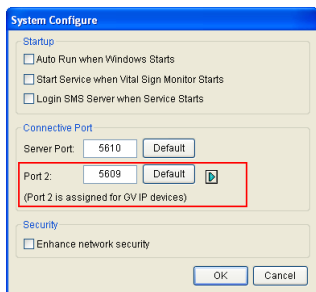 System Configure
Startup
Auto Run when Windows Starts
Start Service when Vital Sign Monitor Starts
Login SMS Server when Service Starts
Connective Port
Server Port: 5610 Default
Port 2: 5609 Default
(Port 2 is assigned for GV IP devices)
Security
Enhance network security
OK Cancel